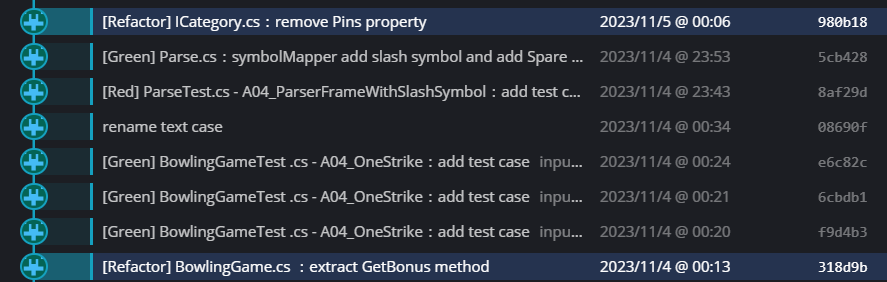 [Refactor] ICategory.cs：remove Pins property 2023/11/5 @ 00:06 980b18
[Green] Parse.cs：symbolMapper add slash symbol and add Spare ... 2023/11/4 @ 23:53 5cb428
[Red] ParseTest.cs - A04_ParserFrameWithSlashSymbol：add test c... 2023/11/4 @ 23:43 8af29d
rename text case 2023/11/4 @ 00:34 08690f
[Green] BowlingGameTest .cs - A04_OneStrike：add test case inpu... 2023/11/4 @ 00:24 e6c82c
[Green] BowlingGameTest .cs - A04_OneStrike：add test case inpu... 2023/11/4 @ 00:21 6cbdb1
[Green] BowlingGameTest .cs - A04_OneStrike：add test case inpu... 2023/11/4 @ 00:20 f9d4b3
[Refactor] BowlingGame.cs ：extract GetBonus method 2023/11/4 @ 00:13 318d9b